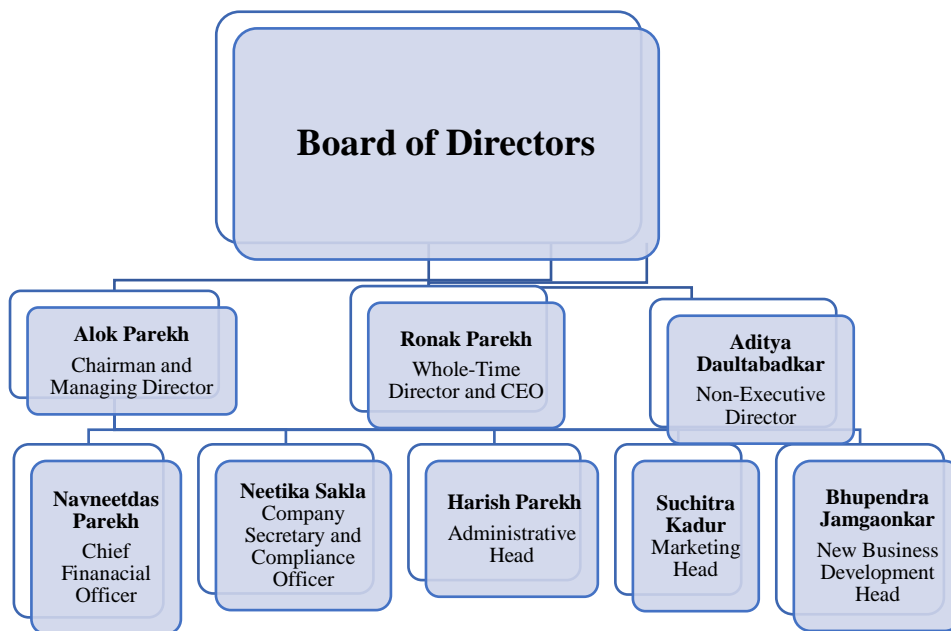 Board of Directors
Alok Parekh
Chairman and
Managing Director
Ronak Parekh
Whole-Time
Director and CEO
Aditya
Daultabadkar
Non-Executive
Director
Navneetdas
Parekh
Chief
Finanacial
Officer
Neetika Sakla
Company
Secretary and
Compliance
Officer
Harish Parekh
Administrative
Head
Suchitra
Kadur
Marketing
Head
Bhupendra
Jamgaonkar
New Business
Development
Head